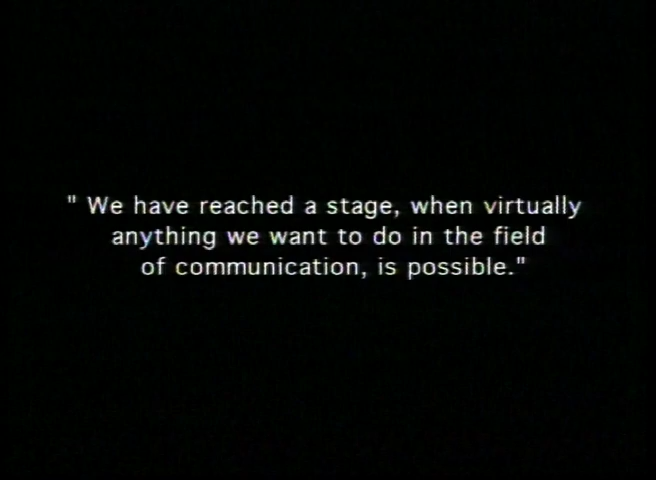 " We have reached a stage, when virtually
anything we want to do in the field
of communication, is possible."